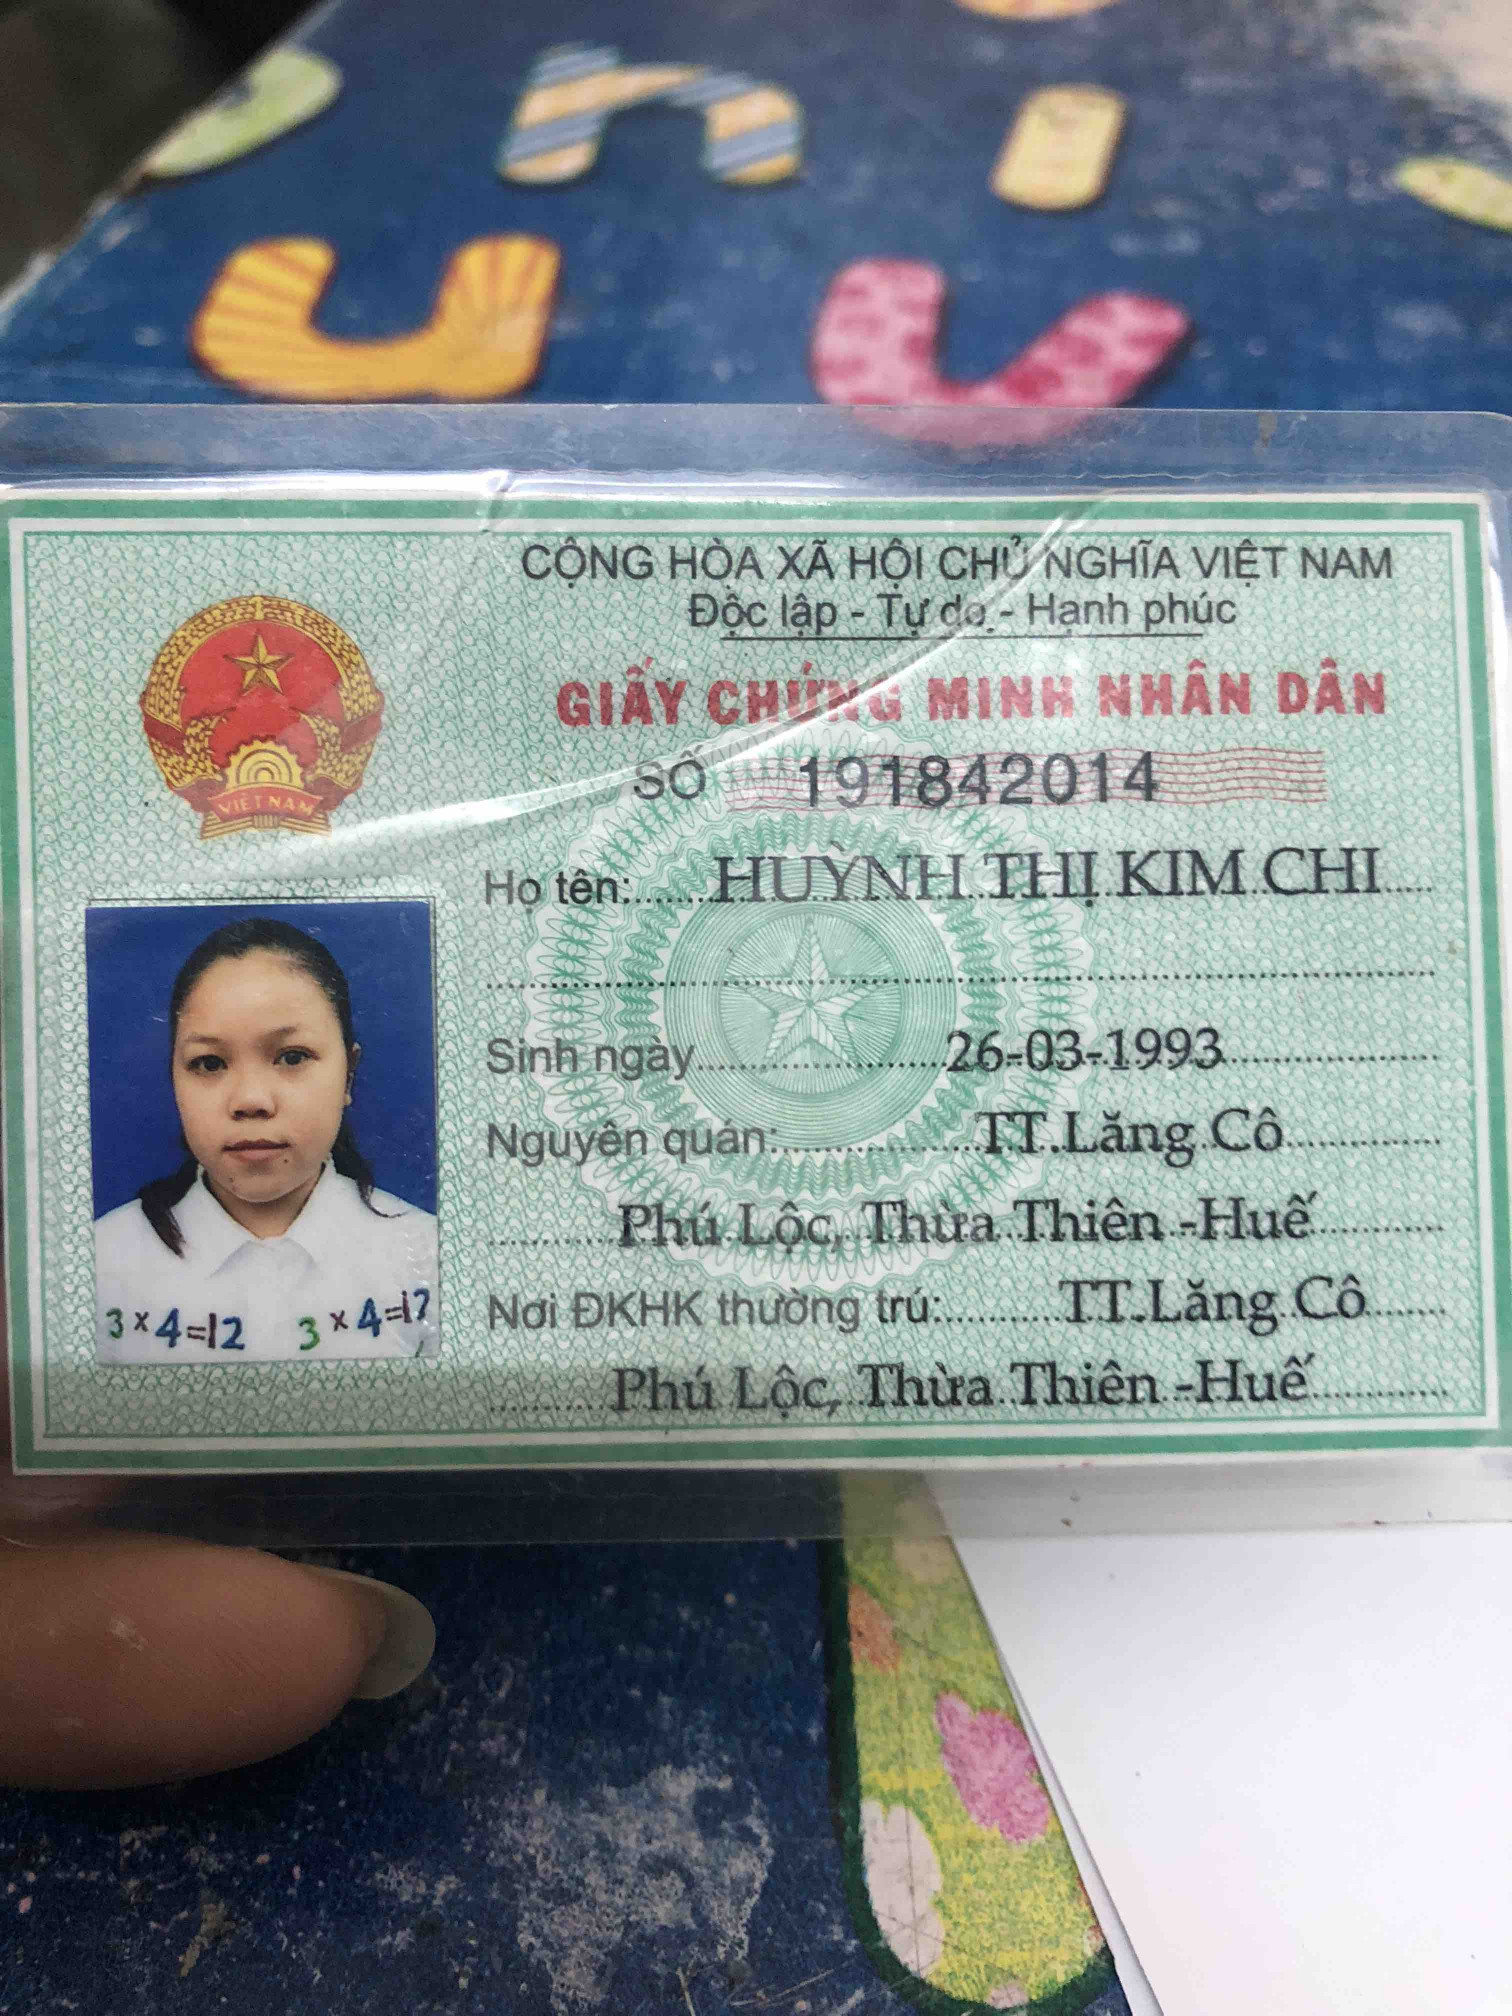 CỘNG HÒA XÃ HỘI CHỦ NGHĨA VIỆT NAM
Độc lập - Tự do - Hạnh phúc
GIẤY CHỨNG MINH NHÂN DÂN
SỐ 191842014
VIỆT NAM
Họ tên: HUỲNH THỊ KIM CHI
Sinh ngày 26-03-1993
Nguyên quán: TT.Lăng Cô
Phú Lộc, Thừa Thiên -Huế
Nơi ĐKHK thường trú: TT.Lăng Cô
Phú Lộc, Thừa Thiên -Huế
3 x 4=12 3 x 4=12